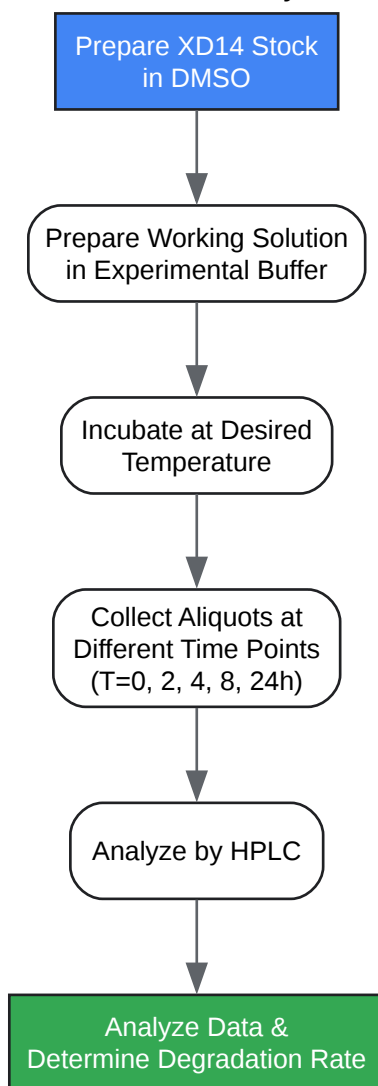 Prepare XD14 Stock
in DMSO
Prepare Working Solution
in Experimental Buffer
Incubate at Desired
Temperature
Collect Aliquots at
Different Time Points
(T=0, 2, 4, 8, 24h)
Analyze by HPLC
Analyze Data &
Determine Degradation Rate